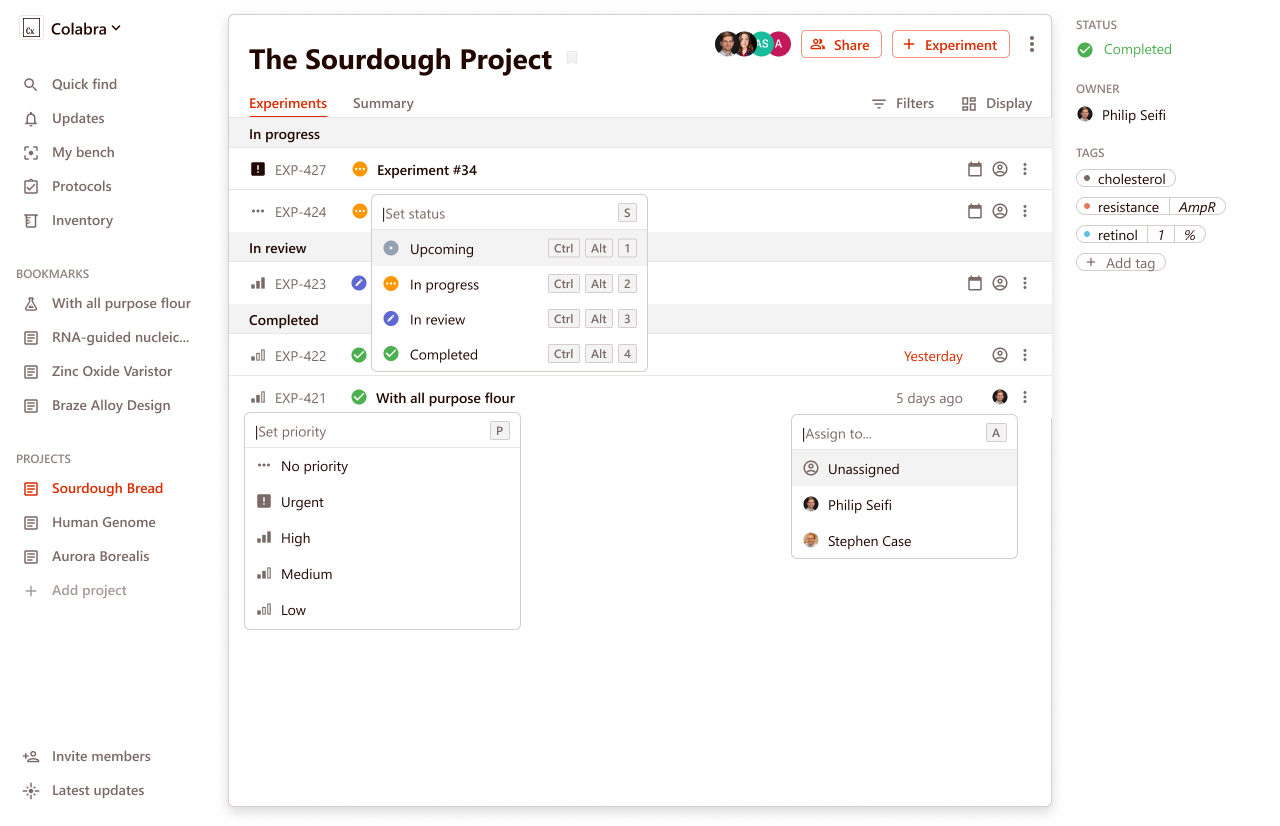 Cx Colabra
Quick find
Updates
My bench
Protocols
Inventory
BOOKMARKS
With all purpose flour
RNA-guided nucleic...
Zinc Oxide Varistor
Braze Alloy Design
PROJECTS
Sourdough Bread
Human Genome
Aurora Borealis
Add project
Invite members
Latest updates
The Sourdough Project
AS A
Share
Experiment
Experiments Summary
Filters Display
In progress
EXP-427 Experiment #34
EXP-424
Set status S
Upcoming Ctrl Alt 1
In progress Ctrl Alt 2
In review Ctrl Alt 3
Completed Ctrl Alt 4
In review
EXP-423
Completed
EXP-422 Yesterday
EXP-421 With all purpose flour 5 days ago
Set priority P
No priority
Urgent
High
Medium
Low
Assign to... A
Unassigned
Philip Seifi
Stephen Case
STATUS
Completed
OWNER
Philip Seifi
TAGS
cholesterol
resistance AmpR
retinol 1 %
Add tag